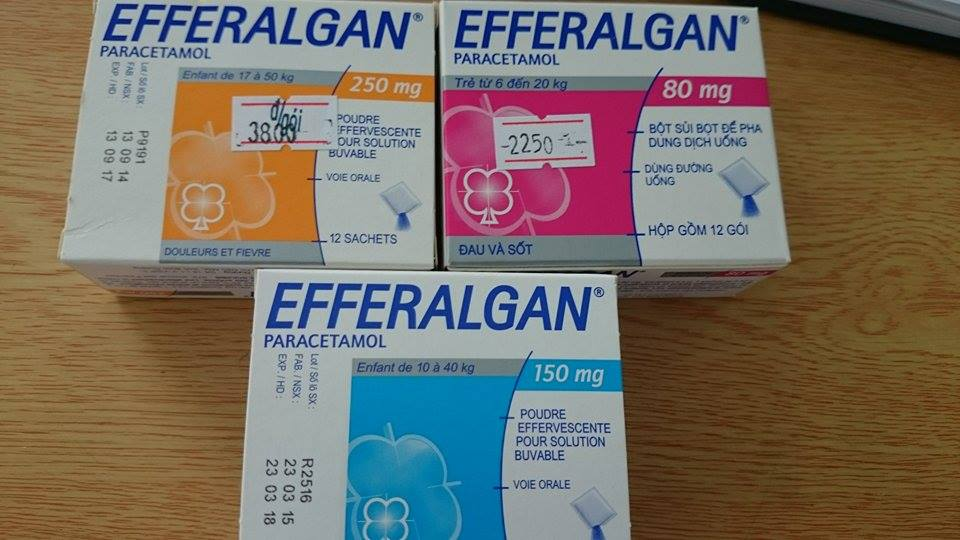 EFFERALGAN®
PARACETAMOL
Enfant de 17 à 50 kg
250 mg
đ/gói
3800
POUDRE
EFFERVESCENTE
POUR SOLUTION
BUVABLE
VOIE ORALE
12 SACHETS
DOULEURS ET FIEVRE
Lot / Số lô SX : P9191
FAB. / NSX : 13 09 14
EXP. / HD : 13 09 17
EFFERALGAN®
PARACETAMOL
Trẻ từ 6 đến 20 kg
80 mg
-2250
BỘT SỦI BỌT ĐỂ PHA
DUNG DỊCH UỐNG
DÙNG ĐƯỜNG
UỐNG
HỘP GỒM 12 GÓI
ĐAU VÀ SỐT
80 mg
EFFERALGAN®
PARACETAMOL
Enfant de 10 à 40 kg
150 mg
POUDRE
EFFERVESCENTE
POUR SOLUTION
BUVABLE
VOIE ORALE
Lot / Số lô SX : R2516
FAB. / NSX : 23 03 15
EXP. / HD : 23 03 18